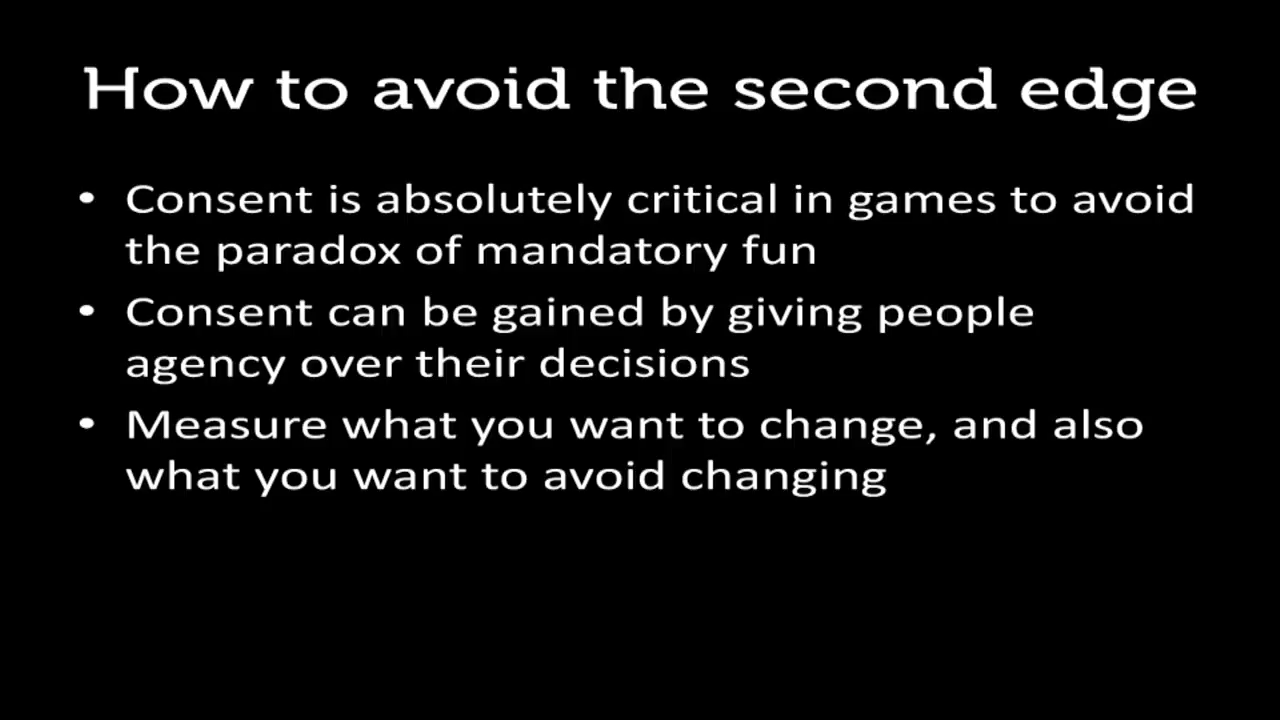 How to avoid the second edge
• Consent is absolutely critical in games to avoid
the paradox of mandatory fun
• Consent can be gained by giving people
agency over their decisions
• Measure what you want to change, and also
what you want to avoid changing